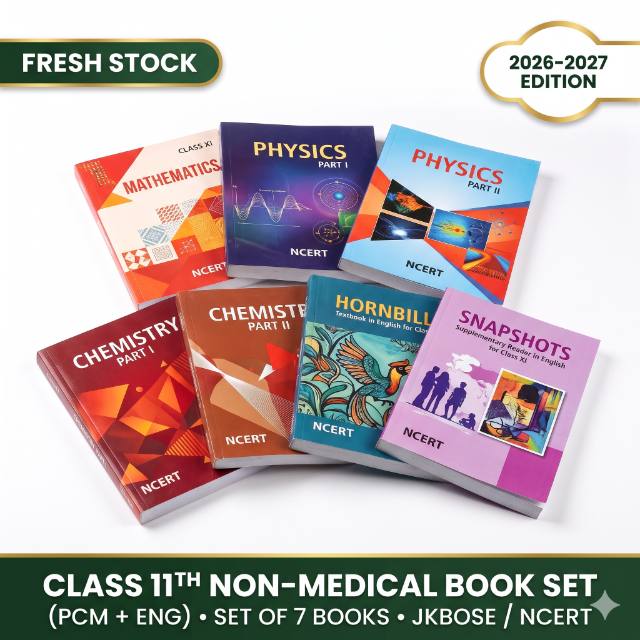 FRESH STOCK
2026-2027
EDITION
CLASS XI
MATHEMATICS
NCERT
PHYSICS
PART I
NCERT
PHYSICS
PART II
NCERT
CHEMISTRY
PART I
NCERT
CHEMISTR
PART II
NCERT
HORNBILL
Textbook in English for Clas
NCERT
SNAPSHOTS
Supplementary Reader in English
for Class XI
NCERT
CLASS 11TH NON-MEDICAL BOOK SET
(PCM + ENG) • SET OF 7 BOOKS • JKBOSE / NCERT